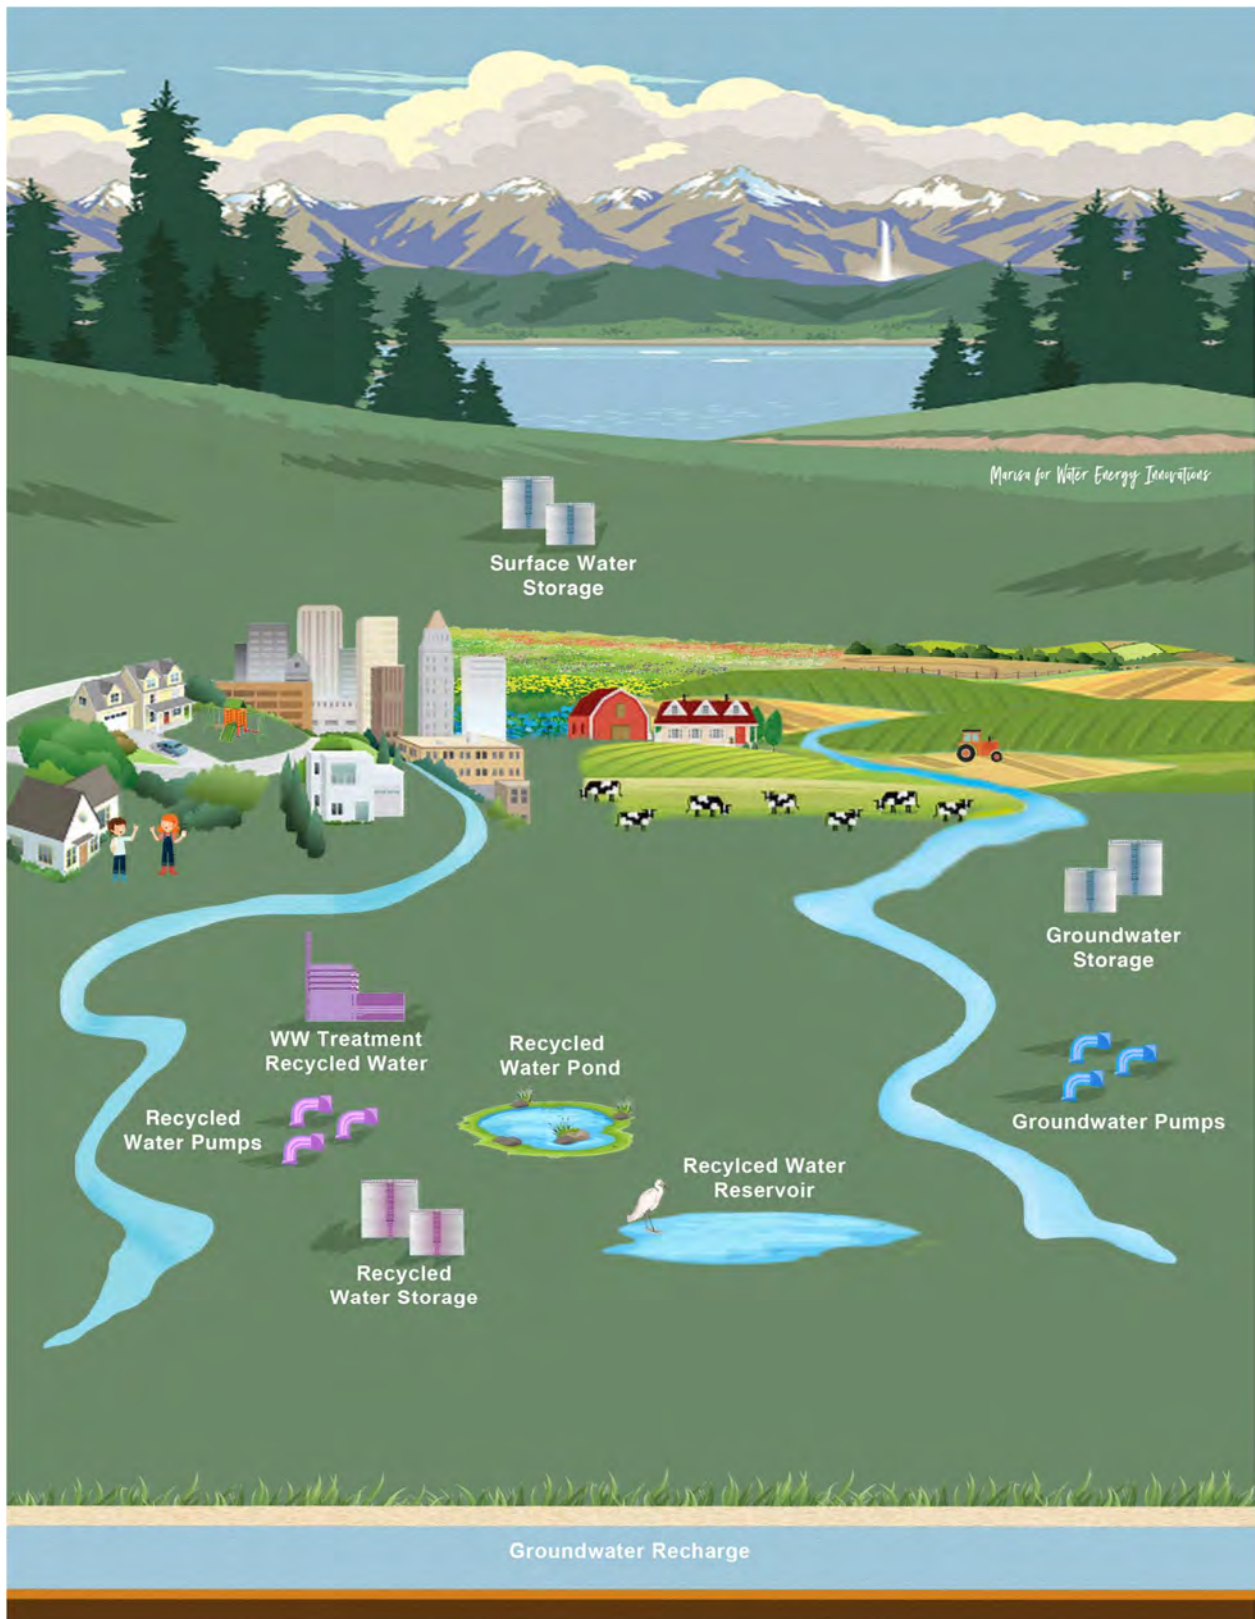 Marisa for Water Energy Innovations
Surface Water
Storage
Groundwater
Storage
WW Treatment
Recycled Water
Recycled
Water Pond
Recycled
Water Pumps
Groundwater Pumps
Recylced Water
Reservoir
Recycled
Water Storage
Groundwater Recharge